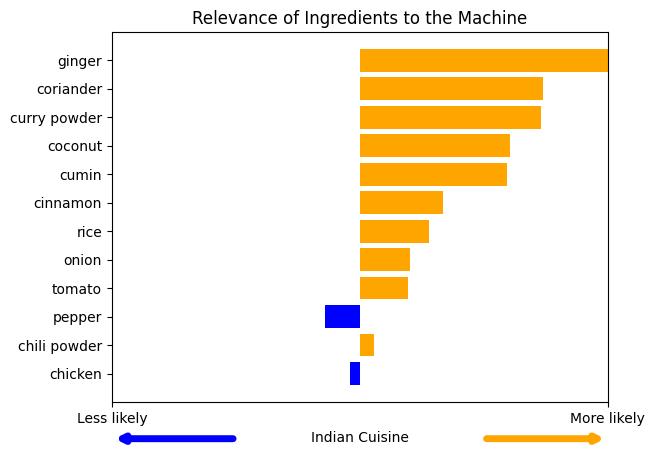 Relevance of Ingredients to the Machine
ginger
coriander
curry powder
coconut
cumin
cinnamon
rice
onion
tomato
pepper
chili powder
chicken
Less likely More likely
Indian Cuisine